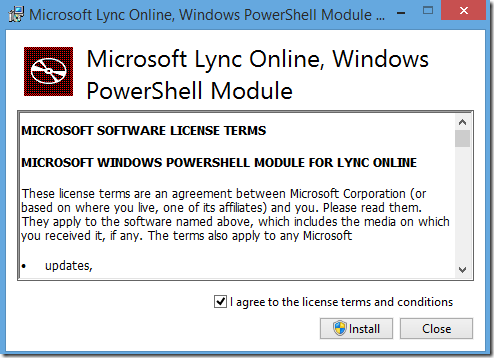 Microsoft Lync Online, Windows PowerShell Module ...
Microsoft Lync Online, Windows
PowerShell Module
MICROSOFT SOFTWARE LICENSE TERMS
MICROSOFT WINDOWS POWERSHELL MODULE FOR LYNC ONLINE
These license terms are an agreement between Microsoft Corporation (or
based on where you live, one of its affiliates) and you. Please read them.
They apply to the software named above, which includes the media on which
you received it, if any. The terms also apply to any Microsoft
• updates,
I agree to the license terms and conditions
Install
Close